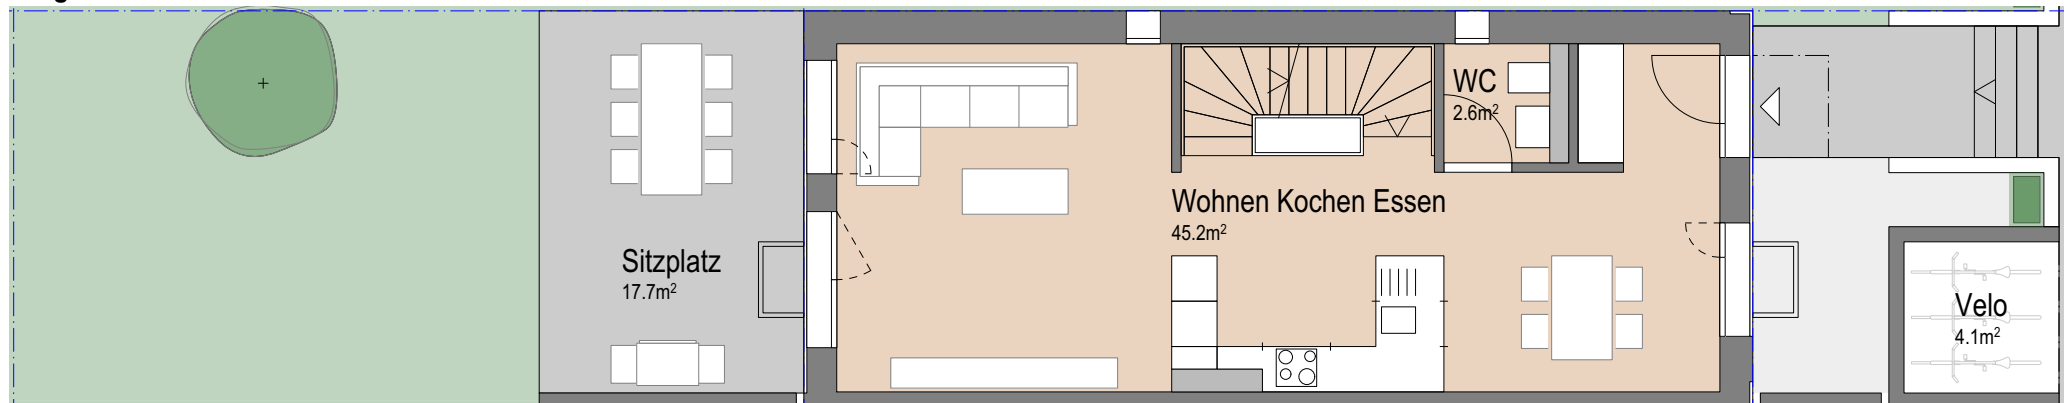 WC
2.6m²
Wohnen Kochen Essen
45.2m²
Sitzplatz
17.7m²
Velo
4.1m²